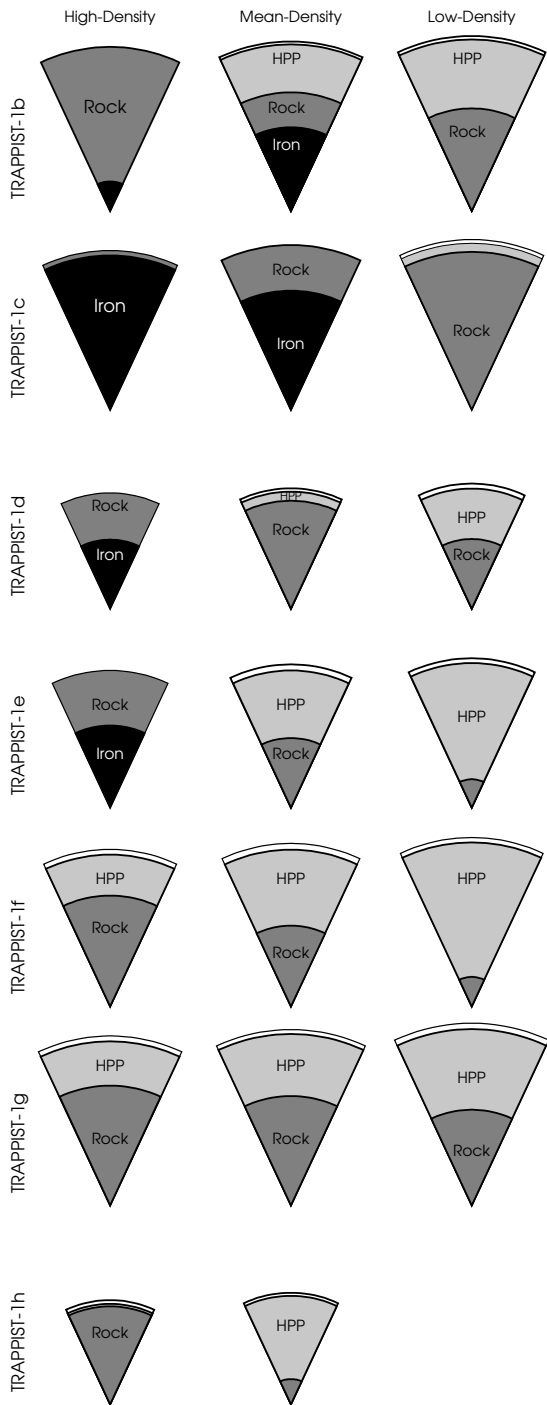 High-Density Mean-Density Low-Density
TRAPPIST-1b
Rock
HPP
Rock
Iron
HPP
Rock
TRAPPIST-1c
Iron
Rock
Iron
Rock
TRAPPIST-1d
Rock
Iron
HPP
Rock
HPP
Rock
TRAPPIST-1e
Rock
Iron
HPP
Rock
HPP
TRAPPIST-1f
HPP
Rock
HPP
Rock
HPP
TRAPPIST-1g
HPP
Rock
HPP
Rock
HPP
Rock
TRAPPIST-1h
Rock
HPP